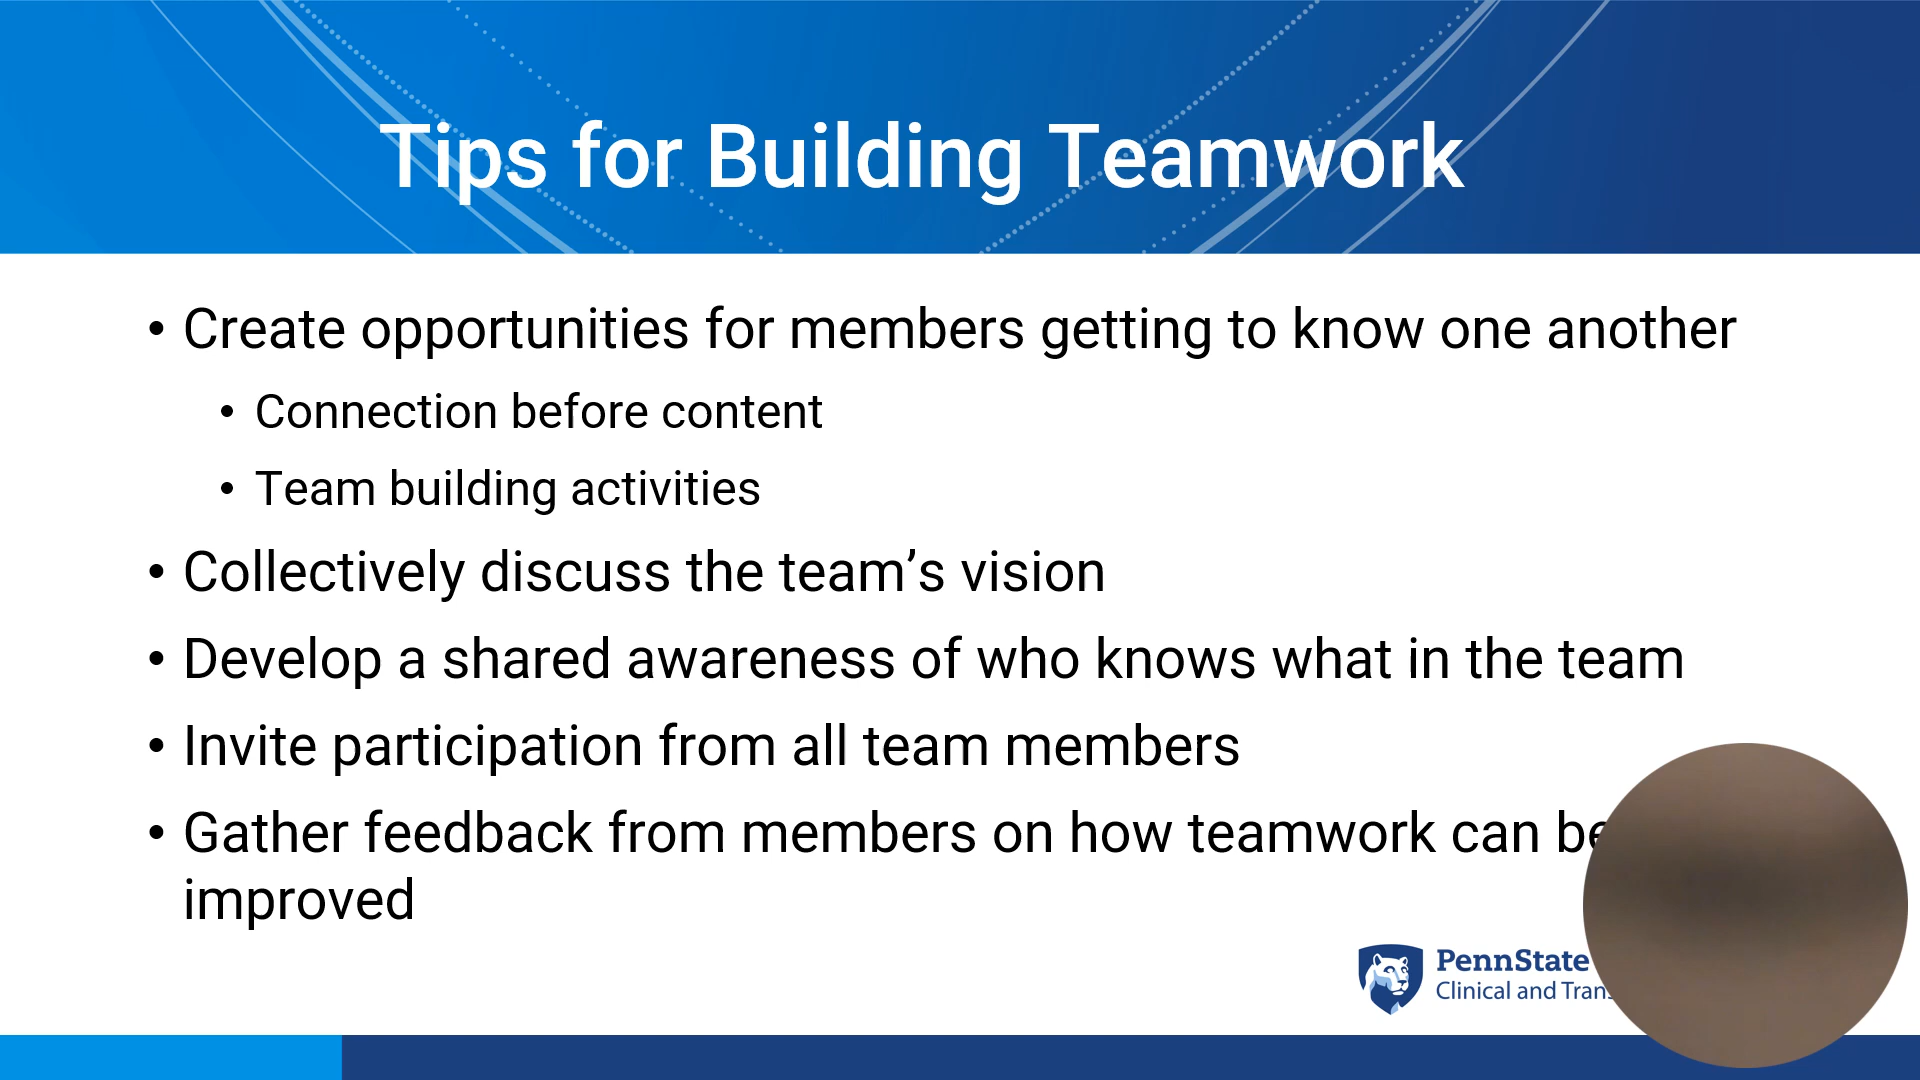 Tips for Building Teamwork
• Create opportunities for members getting to know one another
• Connection before content
• Team building activities
• Collectively discuss the team’s vision
• Develop a shared awareness of who knows what in the team
• Invite participation from all team members
• Gather feedback from members on how teamwork can be
improved
PennState
Clinical and